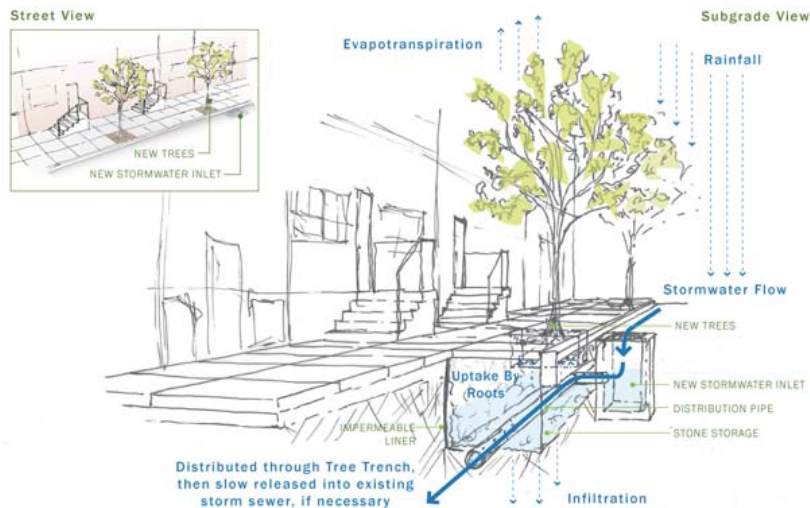 Street View
NEW TREES
NEW STORMWATER INLET
Subgrade View
Evapotranspiration
Rainfall
Stormwater Flow
NEW TREES
Uptake By
Roots
NEW STORMWATER INLET
DISTRIBUTION PIPE
IMPERMEABLE
LINER
STONE STORAGE
Distributed through Tree Trench,
then slow released into existing
storm sewer, if necessary
Infiltration